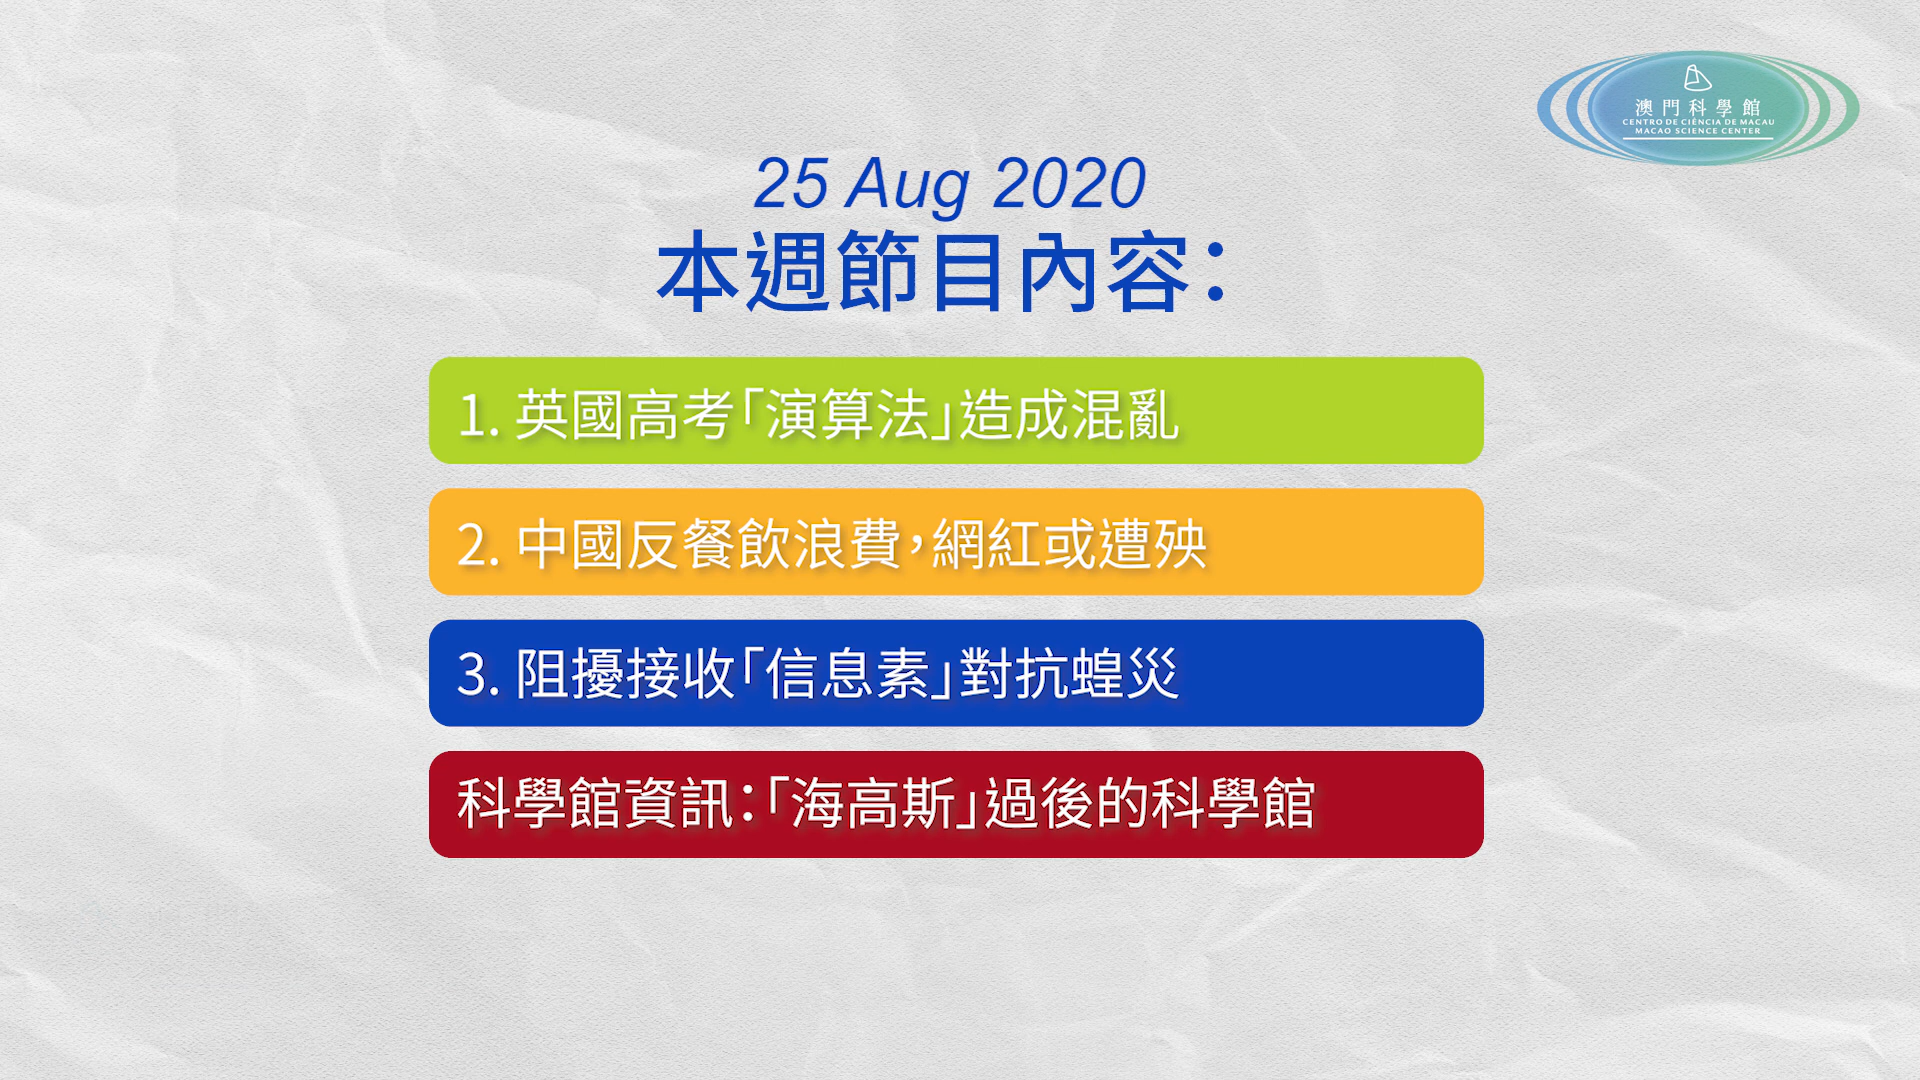 澳門科學館
CENTRO DE CIÊNCIA DE MACAU
MACAO SCIENCE CENTER
25 Aug 2020
本週節目內容：
1. 英國高考「演算法」造成混亂
2. 中國反餐飲浪費，網紅或遭殃
3. 阻擾接收「信息素」對抗蝗災
科學館資訊：「海高斯」過後的科學館